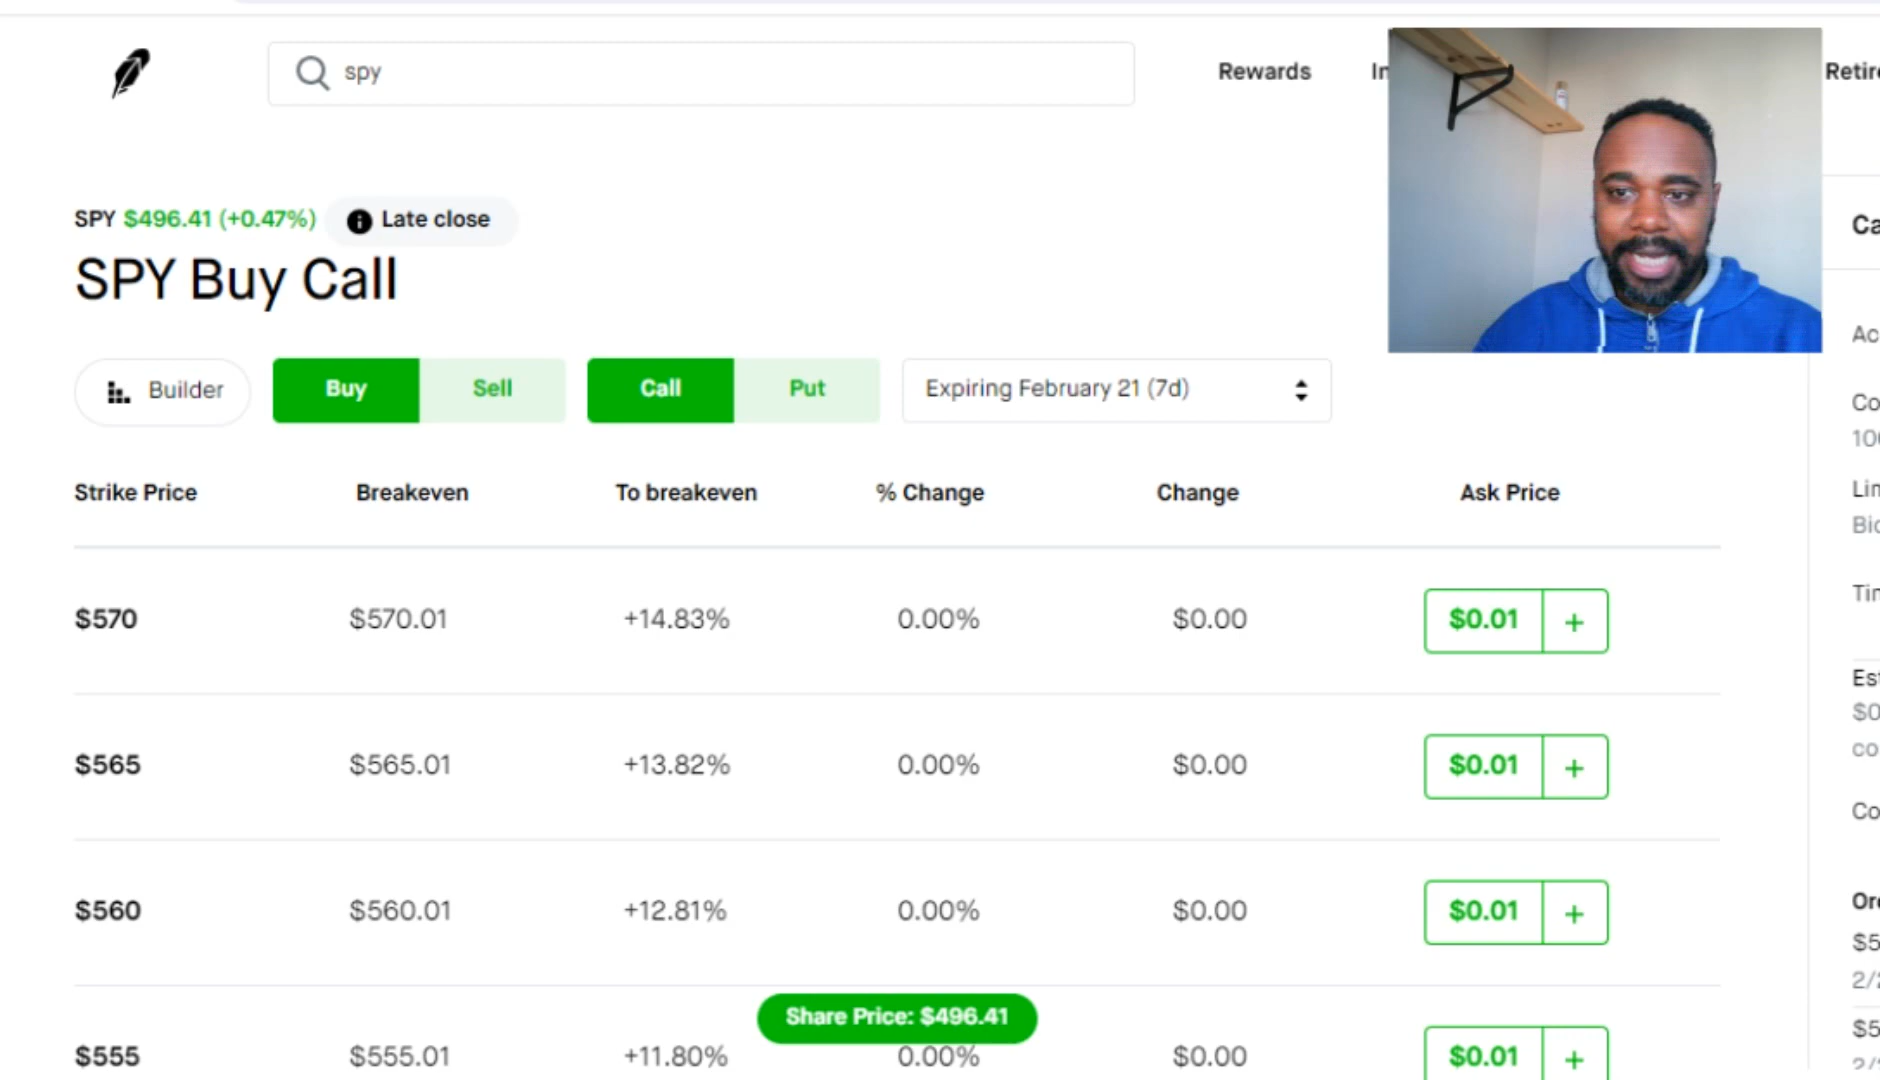 spy
Rewards
SPY $496.41 (+0.47%) Late close
SPY Buy Call
Builder Buy Sell Call Put Expiring February 21 (7d)
Strike Price Breakeven To breakeven % Change Change Ask Price
$570 $570.01 +14.83% 0.00% $0.00 $0.01 +
$565 $565.01 +13.82% 0.00% $0.00 $0.01 +
$560 $560.01 +12.81% 0.00% $0.00 $0.01 +
Share Price: $496.41
$555 $555.01 +11.80% 0.00% $0.00 $0.01 +